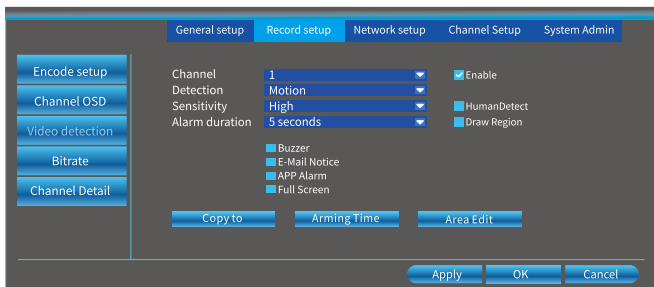 General setup Record setup Network setup Channel Setup System Admin
Encode setup
Channel OSD
Video detection
Bitrate
Channel Detail
Channel 1 Enable
Detection Motion
Sensitivity High HumanDetect
Alarm duration 5 seconds Draw Region
Buzzer
E-Mail Notice
APP Alarm
Full Screen
Copy to Arming Time Area Edit
Apply OK Cancel